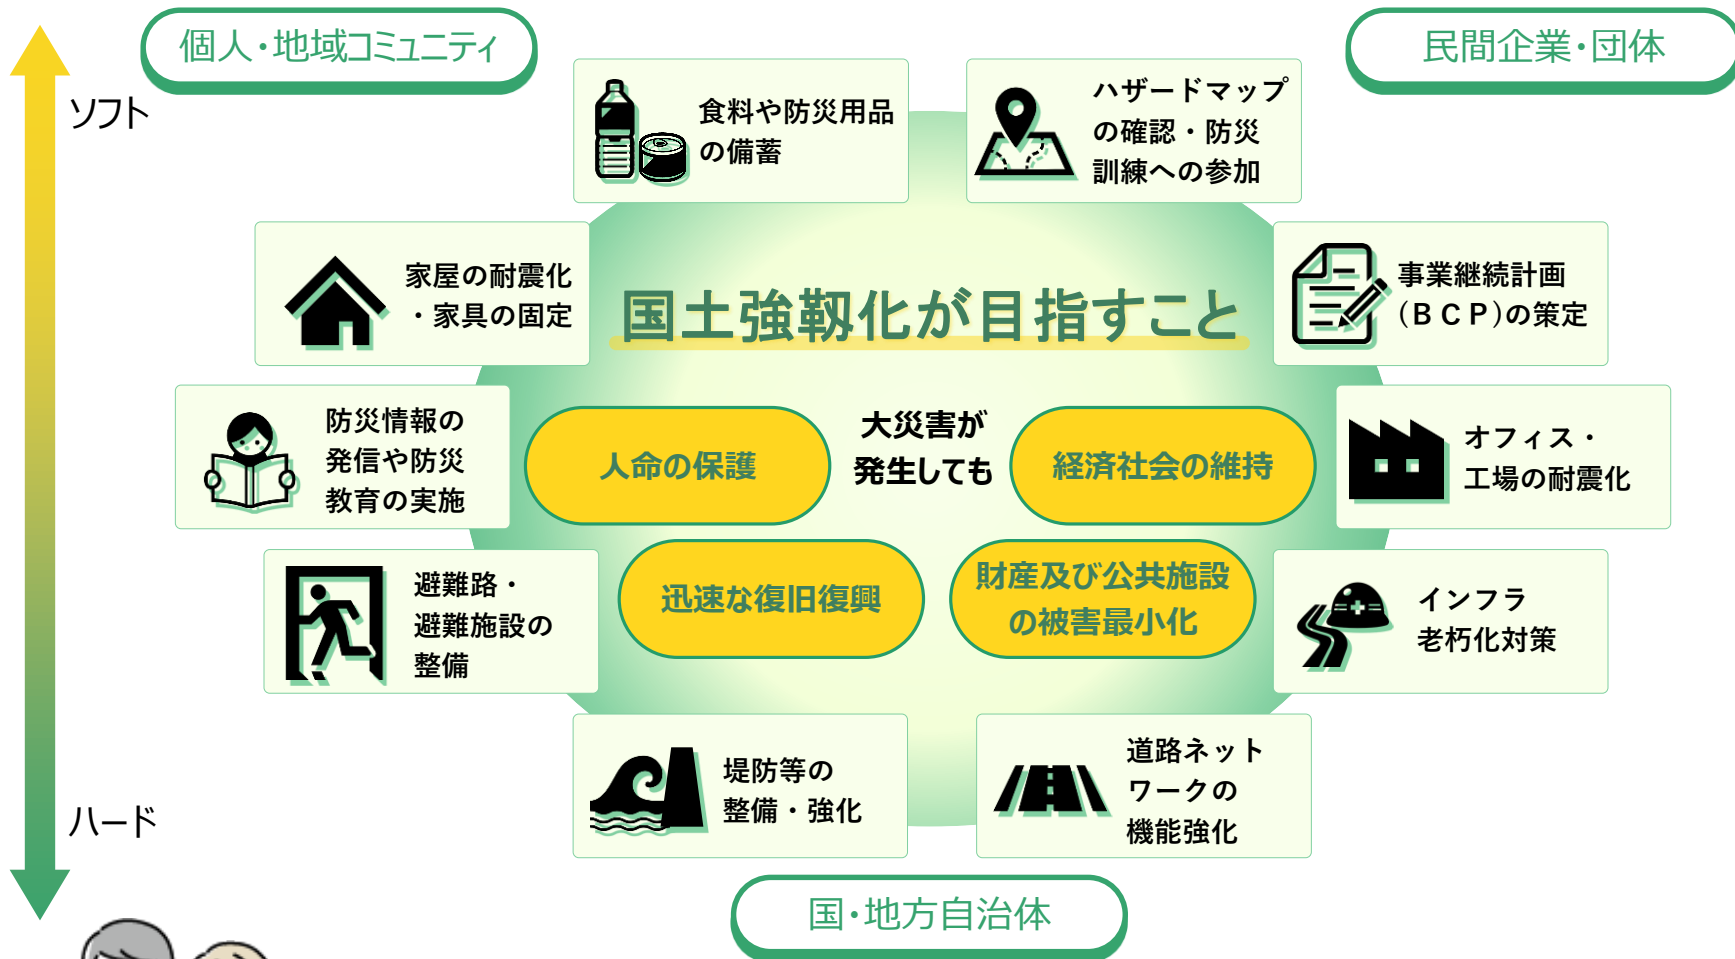 個人・地域コミュニティ
民間企業・団体
ソフト
食料や防災用品
の備蓄
ハザードマップ
の確認・防災
訓練への参加
家屋の耐震化
・家具の固定
国土強靱化が目指すこと
事業継続計画
(ＢＣＰ)の策定
防災情報の
発信や防災
教育の実施
人命の保護
大災害が
発生しても
経済社会の維持
オフィス・
工場の耐震化
避難路・
避難施設の
整備
迅速な復旧復興
財産及び公共施設
の被害最小化
インフラ
老朽化対策
ハード
堤防等の
整備・強化
道路ネット
ワークの
機能強化
国・地方自治体